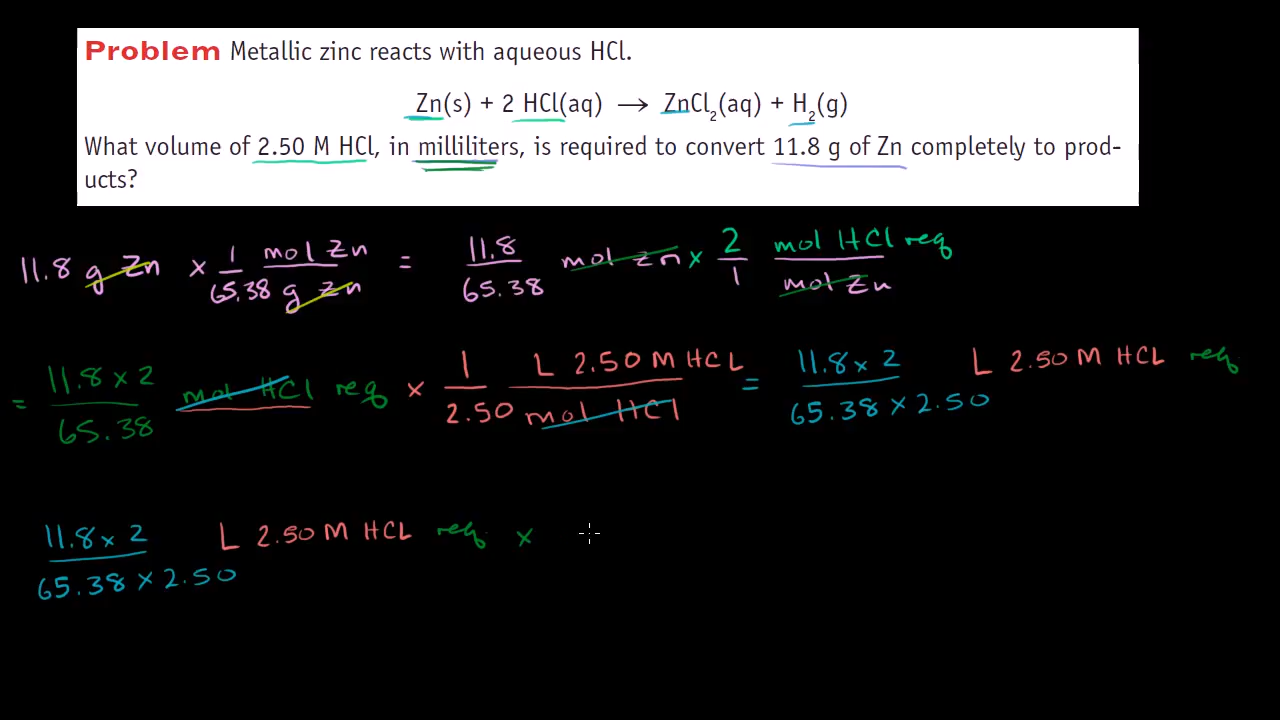 Problem Metallic zinc reacts with aqueous HCl.
Zn(s) + 2 HCl(aq) → ZnCl₂(aq) + H₂(g)
What volume of 2.50 M HCl, in milliliters, is required to convert 11.8 g of Zn completely to prod-
ucts?
11.8 g Zn × 1/65.38 mol Zn/g Zn = 11.8/65.38 mol Zn × 2/1 mol HCl req/mol Zn
= 11.8 × 2/65.38 mol HCl req × 1/2.50 L 2.50 M HCL/mol HCl = 11.8 × 2/65.38 × 2.50 L 2.50 M HCL req
11.8 × 2/65.38 × 2.50 L 2.50 M HCL req ×